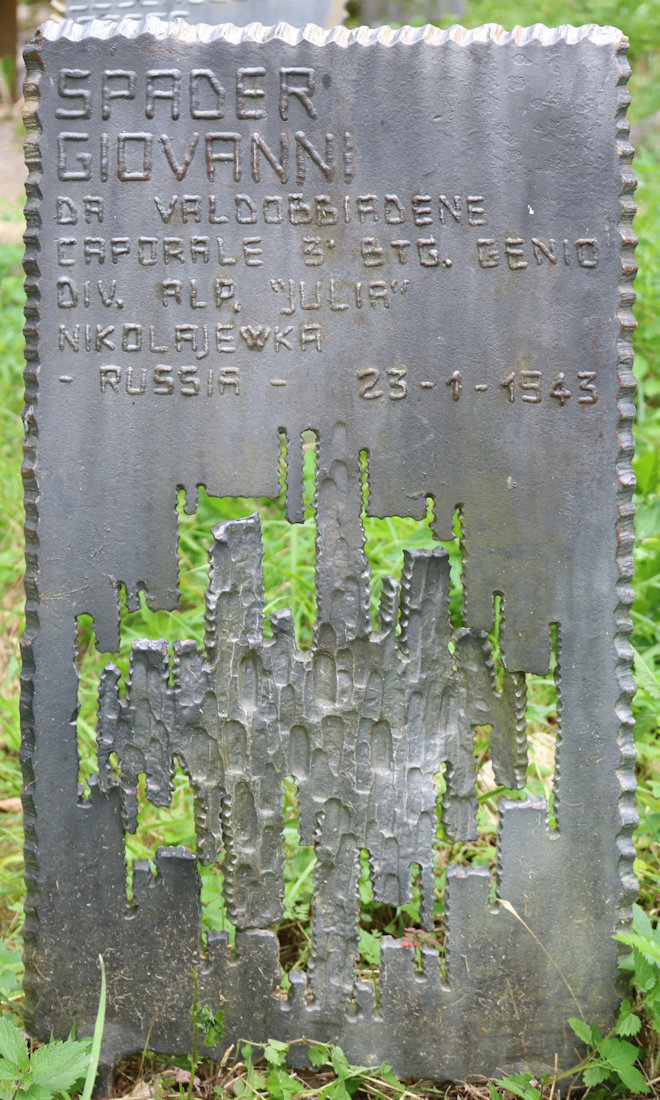 SPADER
GIOVANNI
DA VALDOBBIADENE
CAPORALE 3° BTG. GENIO
DIV. ALP. "JULIA"
NIKOLAJEWKA
- RUSSIA - 23-1-1943